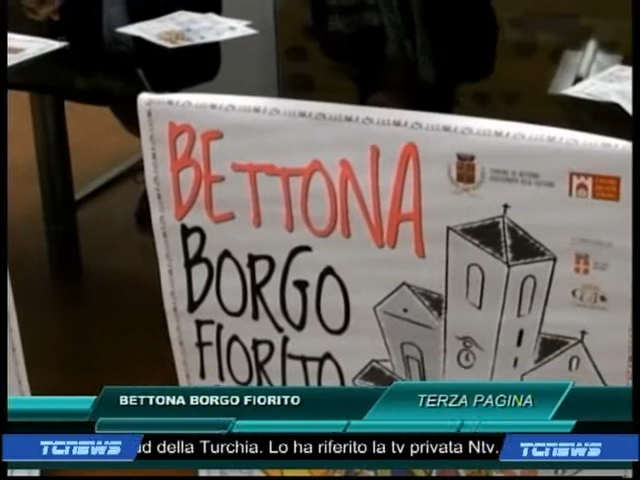 BETTONA
BORGO
FIORITO
BETTONA BORGO FIORITO
TERZA PAGINA
TCNEWS
ud della Turchia. Lo ha riferito la tv privata Ntv.
TCNEWS